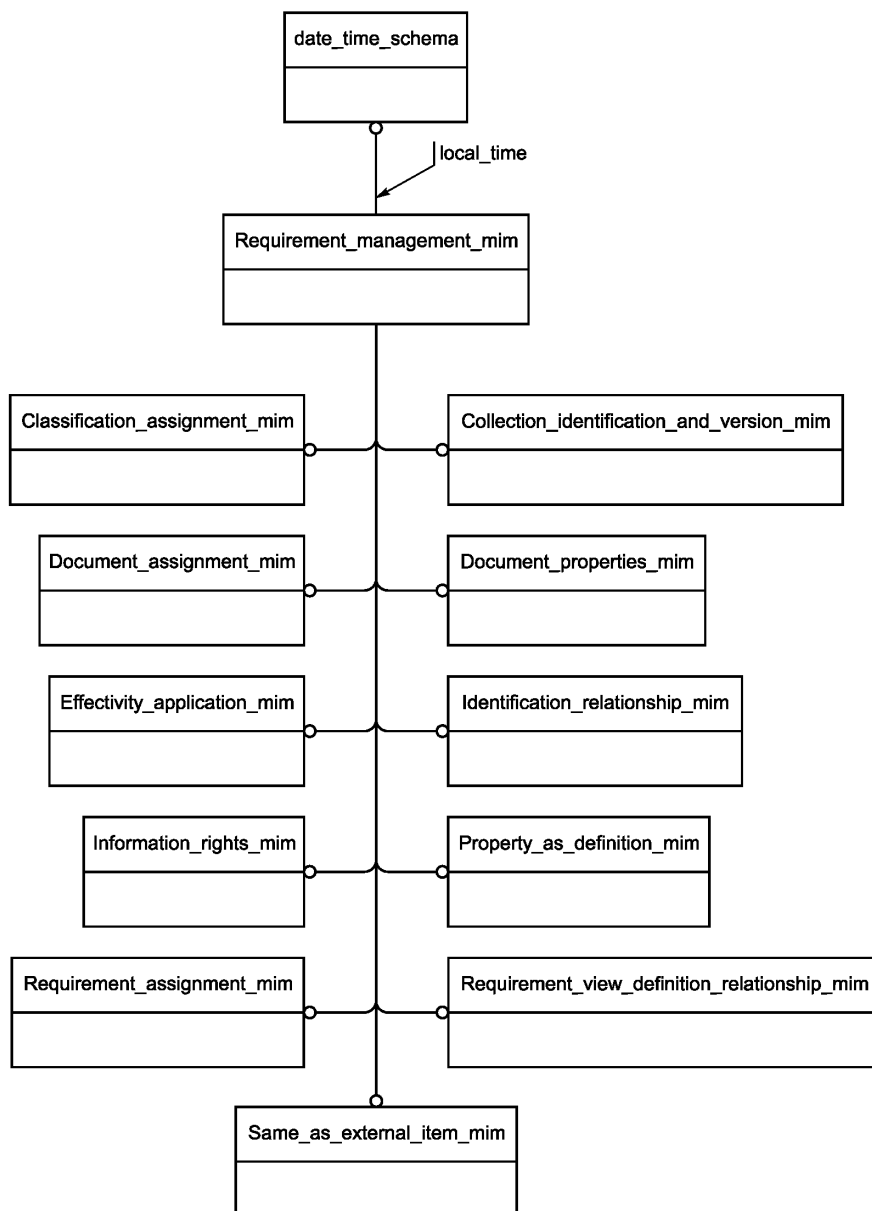 date_time_schema
local_time
Requirement_management_mim
Classification_assignment_mim
Collection_identification_and_version_mim
Document_assignment_mim
Document_properties_mim
Effectivity_application_mim
Identification_relationship_mim
Information_rights_mim
Property_as_definition_mim
Requirement_assignment_mim
Requirement_view_definition_relationship_mim
Same_as_external_item_mim